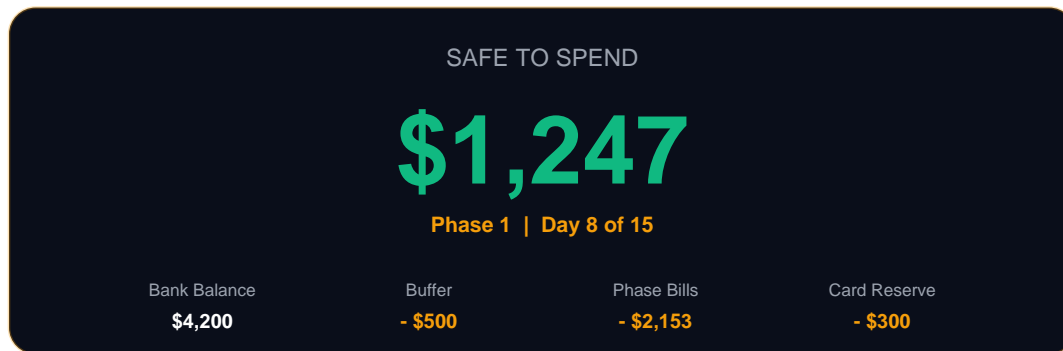 SAFE TO SPEND
$1,247
Phase 1 | Day 8 of 15
Bank Balance Buffer Phase Bills Card Reserve
$4,200 - $500 - $2,153 - $300